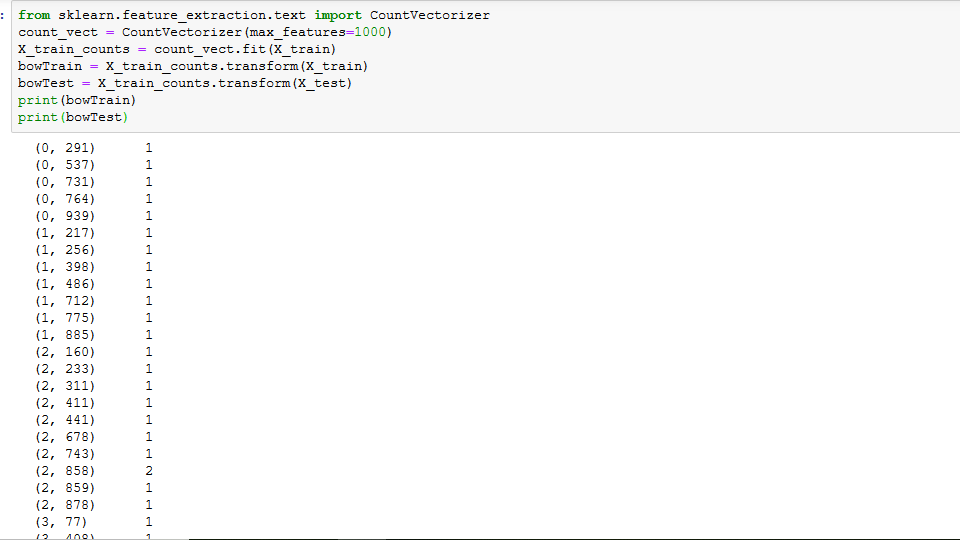 :
from sklearn.feature_extraction.text import CountVectorizer
count_vect = CountVectorizer(max_features=1000)
X_train_counts = count_vect.fit(X_train)
bowTrain = X_train_counts.transform(X_train)
bowTest = X_train_counts.transform(X_test)
print(bowTrain)
print(bowTest)
(0, 291) 1
(0, 537) 1
(0, 731) 1
(0, 764) 1
(0, 939) 1
(1, 217) 1
(1, 256) 1
(1, 398) 1
(1, 486) 1
(1, 712) 1
(1, 775) 1
(1, 885) 1
(2, 160) 1
(2, 233) 1
(2, 311) 1
(2, 411) 1
(2, 441) 1
(2, 678) 1
(2, 743) 1
(2, 858) 2
(2, 859) 1
(2, 878) 1
(3, 77) 1